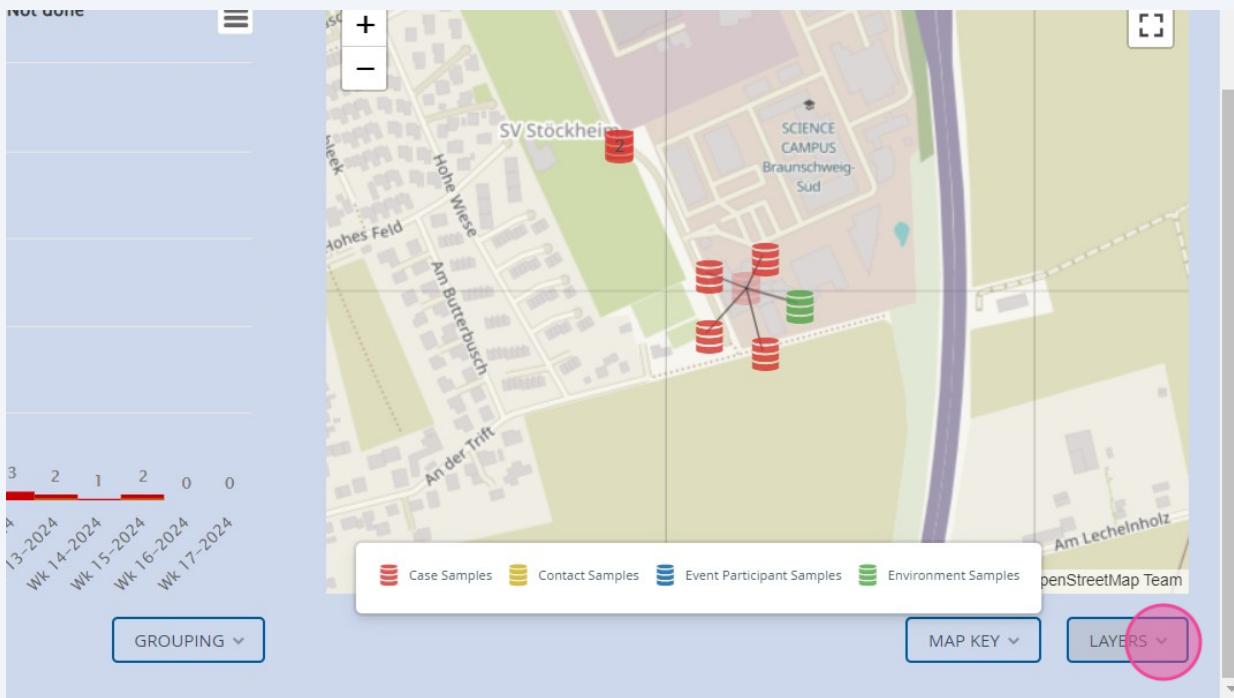 Not done
+
−
SV Stöckheim
2
SCIENCE
CAMPUS
Braunschweig-
Süd
Hohe Wiese
Hohes Feld
Am Butterbusch
An der Trift
Am Lechelnholz
3 2 1 2 0 0
13-2024
Wk 14-2024
Wk 15-2024
Wk 16-2024
Wk 17-2024
Case Samples
Contact Samples
Event Participant Samples
Environment Samples
penStreetMap Team
GROUPING
MAP KEY
LAYERS